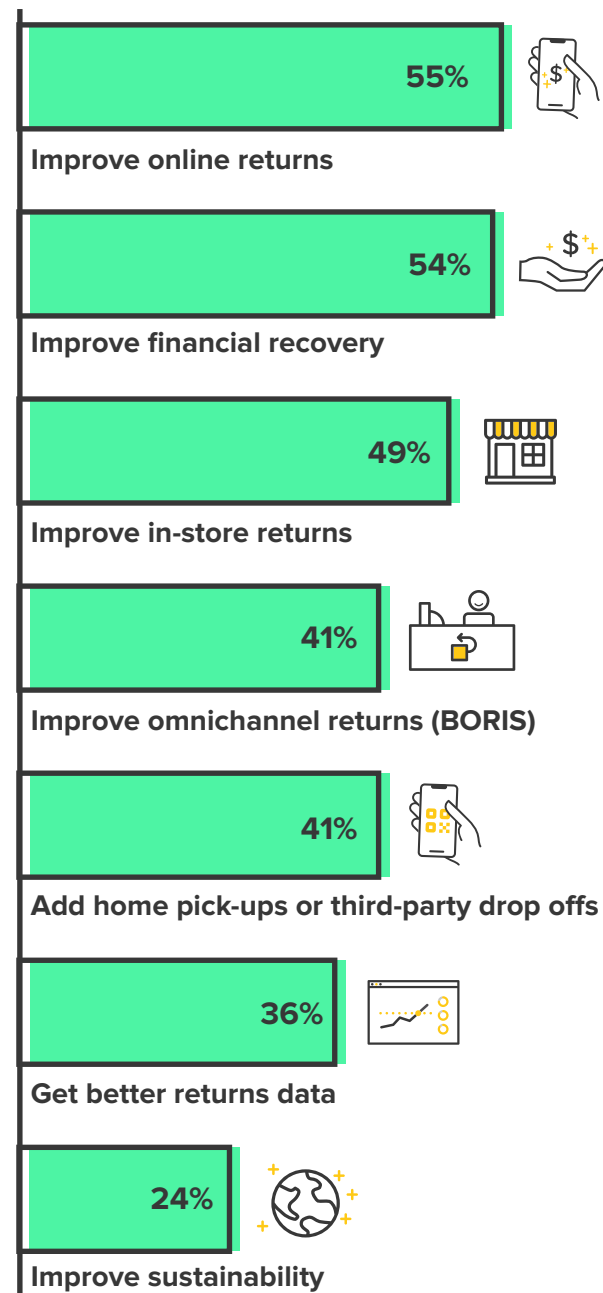 55%
$
Improve online returns
54%
$
Improve financial recovery
49%
Improve in-store returns
41%
Improve omnichannel returns (BORIS)
41%
Add home pick-ups or third-party drop offs
36%
Get better returns data
24%
Improve sustainability